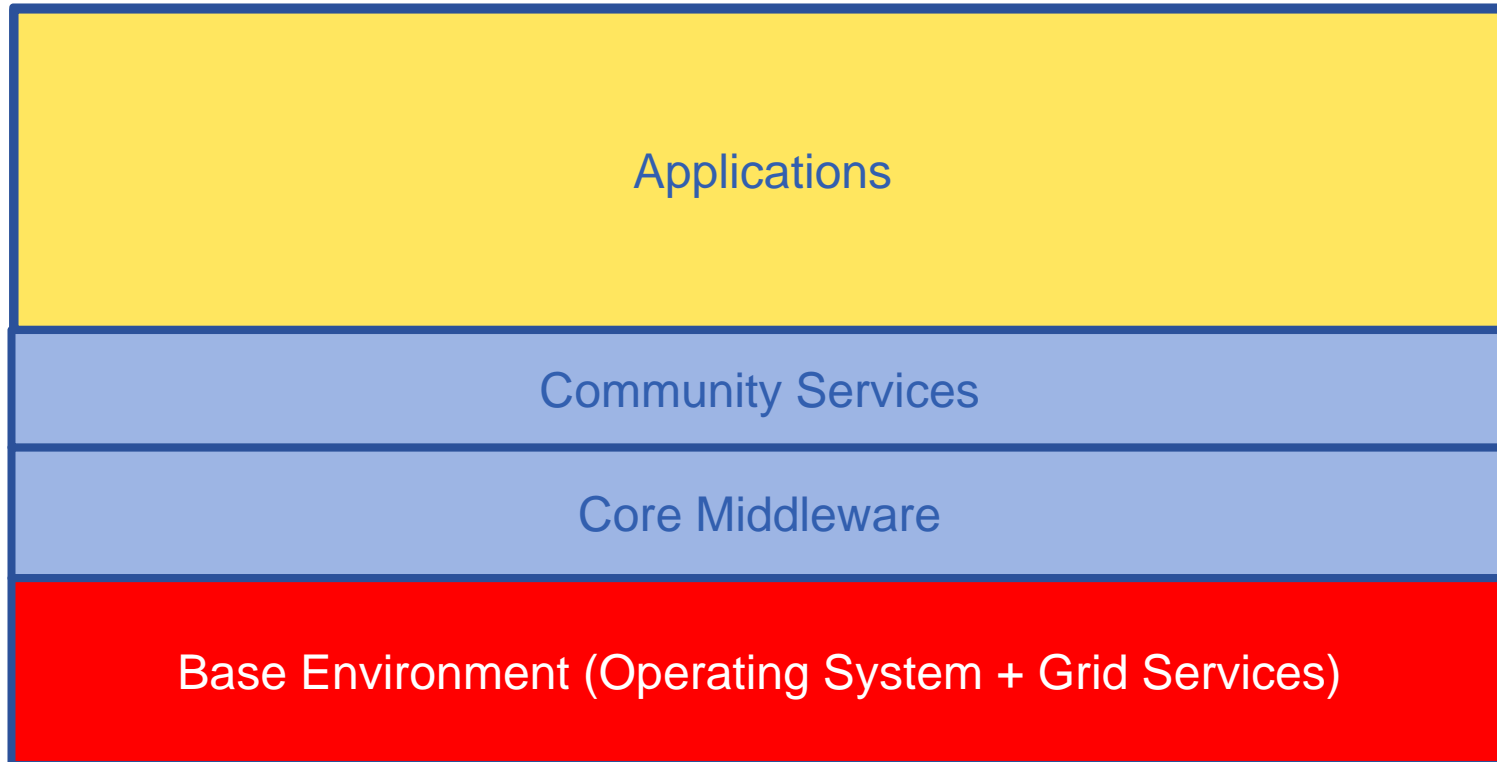 Applications
Community Services
Core Middleware
Base Environment (Operating System + Grid Services)